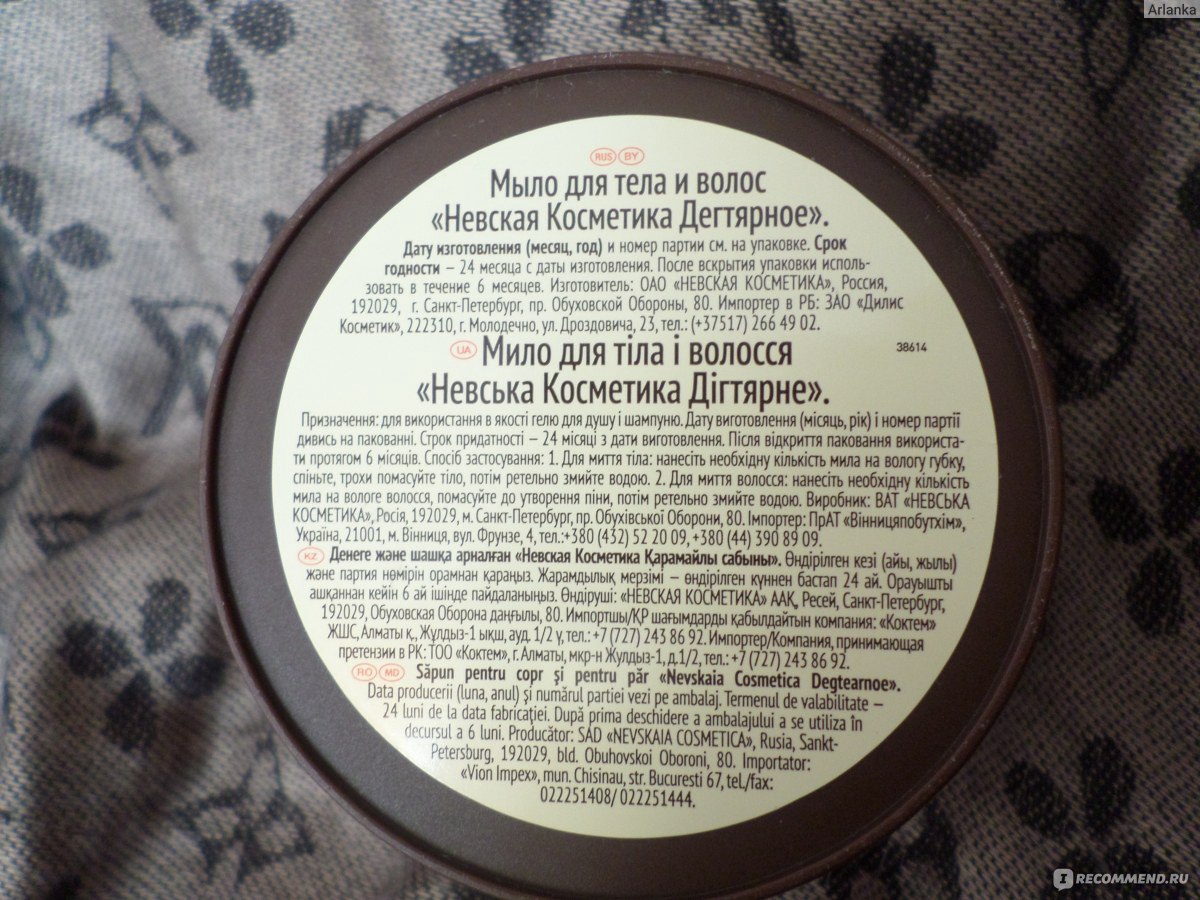 Arlanka
RUS BY
Мыло для тела и волос
«Невская Косметика Дегтярное».
Дату изготовления (месяц, год) и номер партии см. на упаковке. Срок
годности – 24 месяца с даты изготовления. После вскрытия упаковки исполь-
зовать в течение 6 месяцев. Изготовитель: ОАО «НЕВСКАЯ КОСМЕТИКА», Россия,
192029, г. Санкт-Петербург, пр. Обуховской Обороны, 80. Импортер в РБ: ЗАО «Дилис
Косметик», 222310, г. Молодечно, ул. Дроздовича, 23, тел.: (+37517) 266 49 02.
UA Мило для тіла і волосся 38614
«Невська Косметика Дігтярне».
Призначення: для використання в якості гелю для душу і шампуню. Дату виготовлення (місяць, рік) і номер партії
дивись на пакованні. Строк придатності – 24 місяці з дати виготовлення. Після відкриття паковання використа-
ти протягом 6 місяців. Спосіб застосування: 1. Для миття тіла: нанесіть необхідну кількість мила на вологу губку,
спіньте, трохи помасуйте тіло, потім ретельно змийте водою. 2. Для миття волосся: нанесіть необхідну кількість
мила на вологе волосся, помасуйте до утворення піни, потім ретельно змийте водою. Виробник: ВАТ «НЕВСЬКА
КОСМЕТИКА», Росія, 192029, м. Санкт-Петербург, пр. Обухівської Оборони, 80. Імпортер: ПрАТ «Вінницяпобутхім»,
Україна, 21001, м. Вінниця, вул. Фрунзе, 4, тел.:+380 (432) 52 20 09, +380 (44) 390 89 09.
KZ Денеге және шашқа арналған «Невская Косметика Қарамайлы сабыны». Өндірілген кезі (айы, жылы)
және партия нөмірін орамнан қараңыз. Жарамдылық мерзімі – өндірілген күннен бастап 24 ай. Орауышты
ашқаннан кейін 6 ай ішінде пайдаланыңыз. Өндіруші: «НЕВСКАЯ КОСМЕТИКА» ААҚ, Ресей, Санкт-Петербург,
192029, Обуховская Оборона даңғылы, 80. Импортшы/ҚР шағымдарды қабылдайтын компания: «Коктем»
ЖШС, Алматы қ., Жулдыз-1 ықш, ауд. 1/2 ү, тел.: +7 (727) 243 86 92. Импортер/Компания, принимающая
претензии в РК: ТОО «Коктем», г. Алматы, мкр-н Жулдыз-1, д.1/2, тел.: +7 (727) 243 86 92.
RO MD Săpun pentru copr şi pentru păr «Nevskaia Cosmetica Degtearnoe».
Data producerii (luna, anul) şi numărul partiei vezi pe ambalaj. Termenul de valabilitate –
24 luni de la data fabricaţiei. După prima deschidere a ambalajului a se utiliza în
decursul a 6 luni. Producător: SAD «NEVSKAIA COSMETICA», Rusia, Sankt-
Petersburg, 192029, bld. Obuhovskoi Oboroni, 80. Importator:
«Vion Impex», mun. Chisinau, str. Bucuresti 67, tel./fax:
022251408/ 022251444.
IRECOMMEND.RU